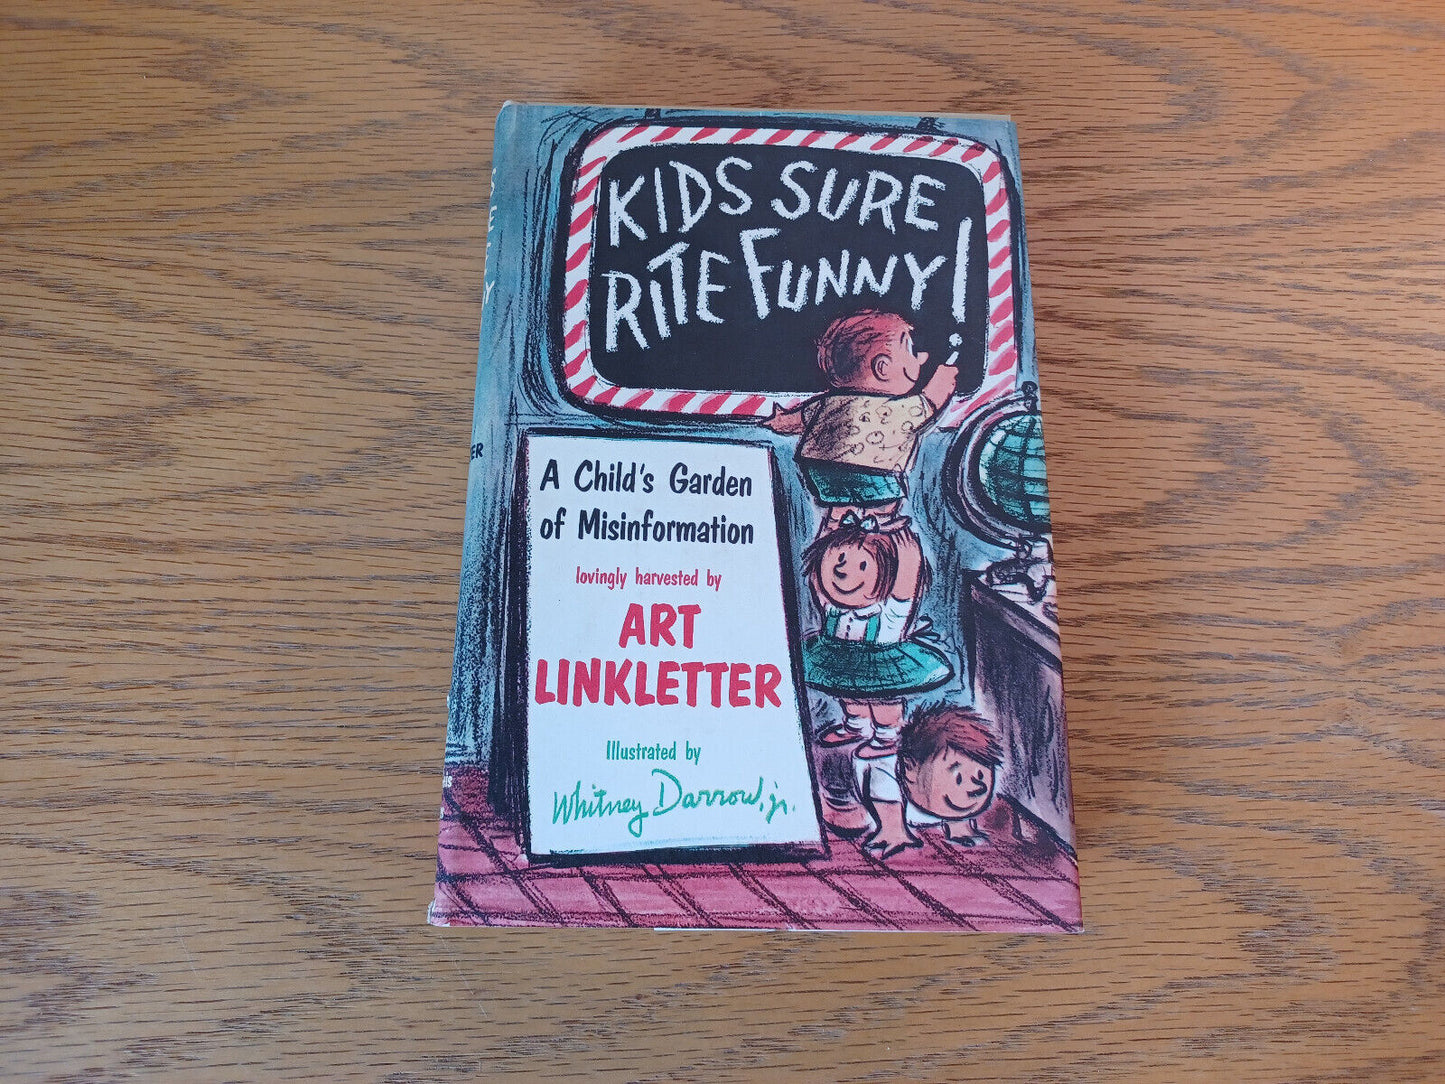 KIDS SURE
RITE FUNNY!
A Child's Garden
of Misinformation
lovingly harvested by
ART
LINKLETTER
Illustrated by
Whitney Darrow, jr.